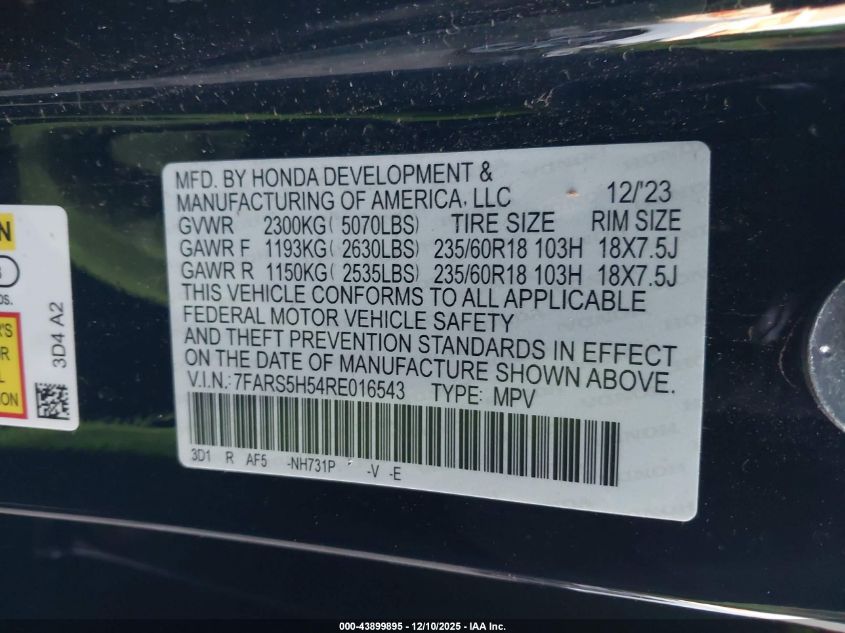 MFD. BY HONDA DEVELOPMENT &
MANUFACTURING OF AMERICA, LLC 12/'23
GVWR 2300KG( 5070LBS) TIRE SIZE RIM SIZE
GAWR F 1193KG( 2630LBS) 235/60R18 103H 18X7.5J
GAWR R 1150KG( 2535LBS) 235/60R18 103H 18X7.5J
THIS VEHICLE CONFORMS TO ALL APPLICABLE
FEDERAL MOTOR VEHICLE SAFETY
AND THEFT PREVENTION STANDARDS IN EFFECT
ON THE DATE OF MANUFACTURE SHOWN ABOVE.
V.I.N.: 7FARS5H54RE016543 TYPE: MPV
3D1 R AF5 -NH731P -V -E
3D4 A2
000-43899895 - 12/10/2025 - IAA Inc.